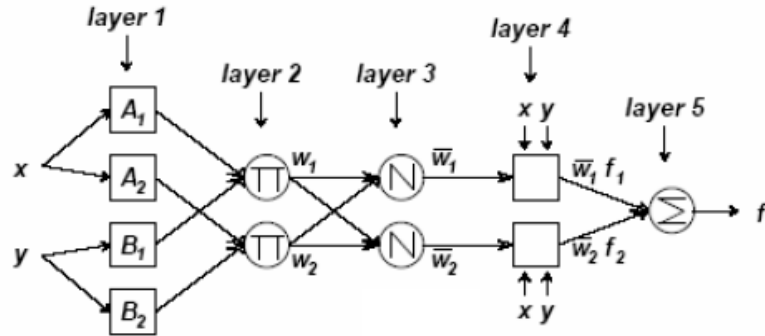 layer 1
layer 4
layer 2
layer 3
layer 5
x y
A₁
w₁
w̅₁
w̅₁ f₁
Π
N
x
A₂
Σ
f
B₁
y
Π
N
w₂
w̅₂
w̅₂ f₂
B₂
x y